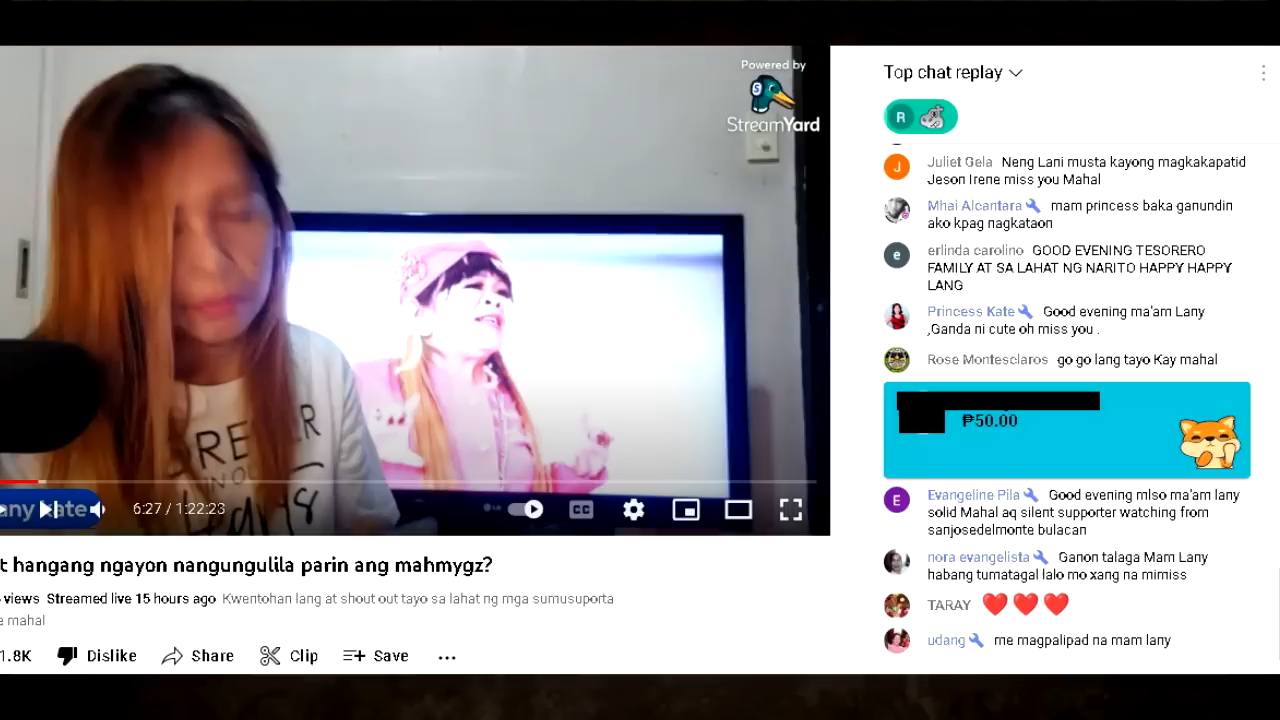 Powered by
StreamYard
ny Kate
6:27 / 1:22:23
CC
t hangang ngayon nangungulila parin ang mahmygz?
views Streamed live 15 hours ago Kwentohan lang at shout out tayo sa lahat ng mga sumusuporta
mahal
1.8K Dislike Share Clip Save ...
Top chat replay
R
J Juliet Gela Neng Lani musta kayong magkakapatid
Jeson Irene miss you Mahal
Mhai Alcantara mam princess baka ganundin
ako kpag nagkataon
e erlinda carolino GOOD EVENING TESORERO
FAMILY AT SA LAHAT NG NARITO HAPPY HAPPY
LANG
Princess Kate Good evening ma'am Lany
,Ganda ni cute oh miss you .
Rose Montesclaros go go lang tayo Kay mahal
₱50.00
E Evangeline Pila Good evening mlso ma'am lany
solid Mahal aq silent supporter watching from
sanjosedelmonte bulacan
nora evangelista Ganon talaga Mam Lany
habang tumatagal lalo mo xang na mimiss
TARAY ❤️❤️❤️
udang me magpalipad na mam lany